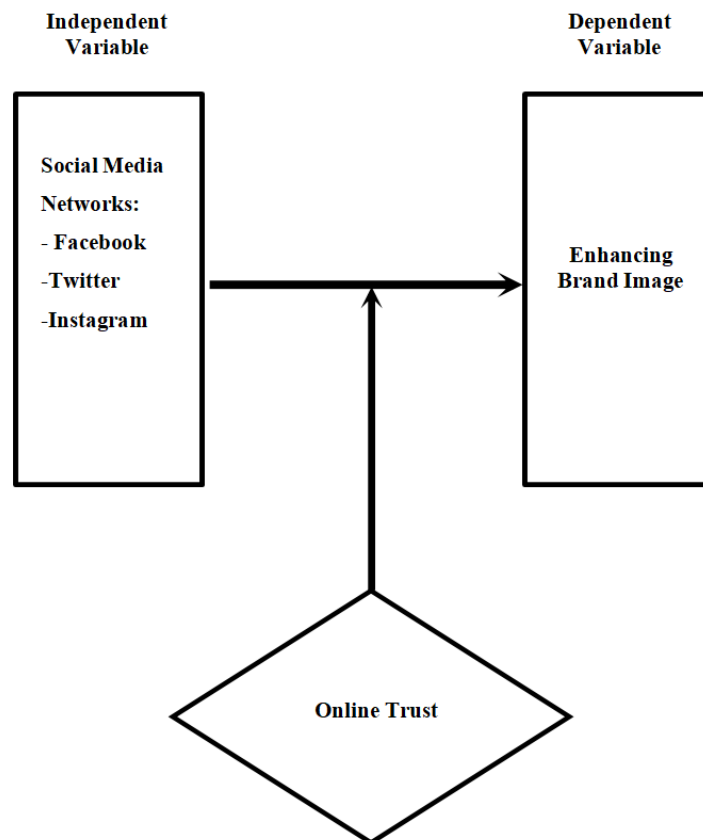 Independent
Variable
Dependent
Variable
Social Media
Networks:
- Facebook
-Twitter
-Instagram
Enhancing
Brand Image
Online Trust